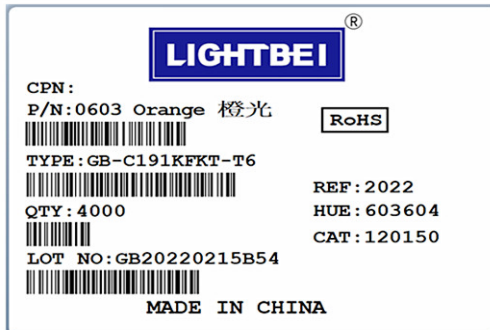 LIGHTBEI®
CPN:
P/N:0603 Orange 橙光
RoHS
TYPE:GB-C191KFKT-T6
REF:2022
QTY:4000
HUE:603604
CAT:120150
LOT NO:GB20220215B54
MADE IN CHINA